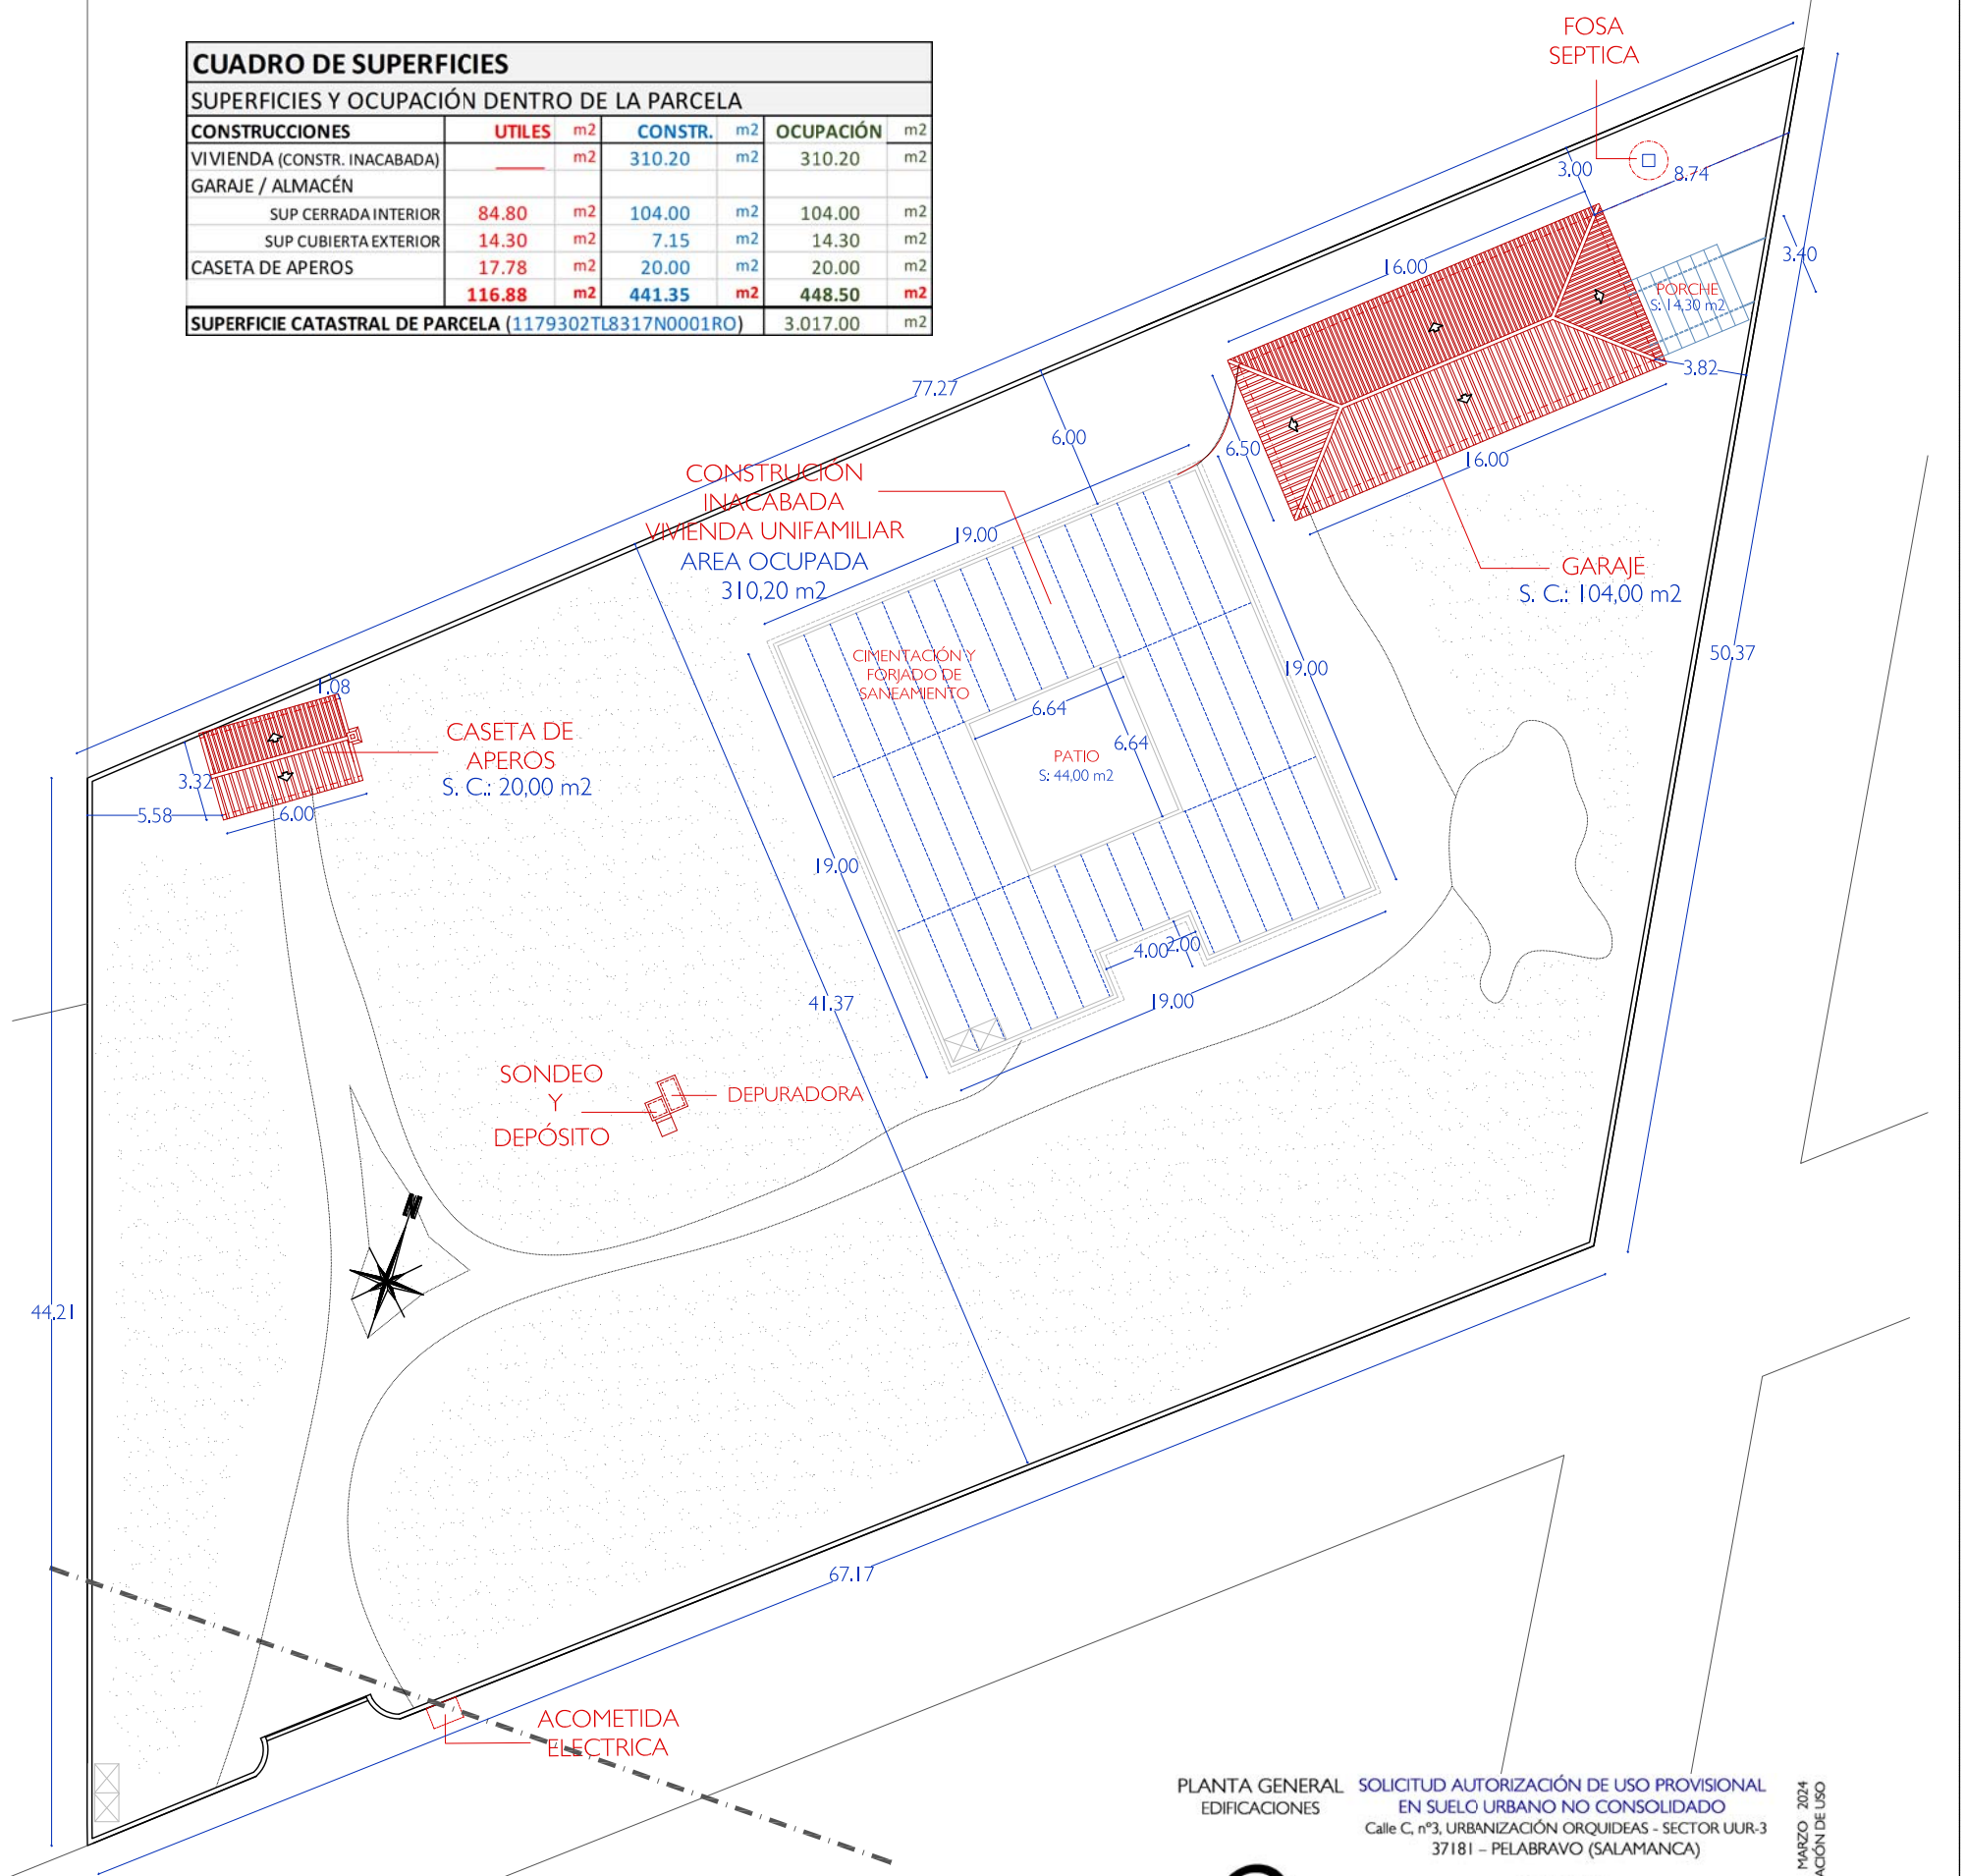 CUADRO DE SUPERFICIES
SUPERFICIES Y OCUPACIÓN DENTRO DE LA PARCELA
CONSTRUCCIONES UTILES m2 CONSTR. m2 OCUPACIÓN m2
VIVIENDA (CONSTR. INACABADA) m2 310.20 m2 310.20 m2
GARAJE / ALMACÉN
SUP CERRADA INTERIOR 84.80 m2 104.00 m2 104.00 m2
SUP CUBIERTA EXTERIOR 14.30 m2 7.15 m2 14.30 m2
CASETA DE APEROS 17.78 m2 20.00 m2 20.00 m2
116.88 m2 441.35 m2 448.50 m2
SUPERFICIE CATASTRAL DE PARCELA (1179302TL8317N0001RO) 3.017.00 m2
FOSA
SEPTICA
3.00
8.74
3.40
16.00
PORCHE
S: 14,30 m2
3.82
77.27
6.00
6.50
16.00
CONSTRUCIÓN
INACABADA
VIVIENDA UNIFAMILIAR
AREA OCUPADA
310,20 m2
19.00
GARAJE
S. C.: 104,00 m2
50.37
CIMENTACIÓN Y
FORJADO DE
SANEAMIENTO
19.00
1.08
6.64
6.64
PATIO
S: 44,00 m2
CASETA DE
APEROS
S. C.: 20,00 m2
3.32
5.58
6.00
19.00
4.00
2.00
19.00
41.37
SONDEO
Y
DEPÓSITO
DEPURADORA
44.21
67.17
ACOMETIDA
ELECTRICA
PLANTA GENERAL
EDIFICACIONES
SOLICITUD AUTORIZACIÓN DE USO PROVISIONAL
EN SUELO URBANO NO CONSOLIDADO
Calle C, nº3, URBANIZACIÓN ORQUIDEAS - SECTOR UUR-3
37181 – PELABRAVO (SALAMANCA)
MARZO 2024
ACIÓN DE USO